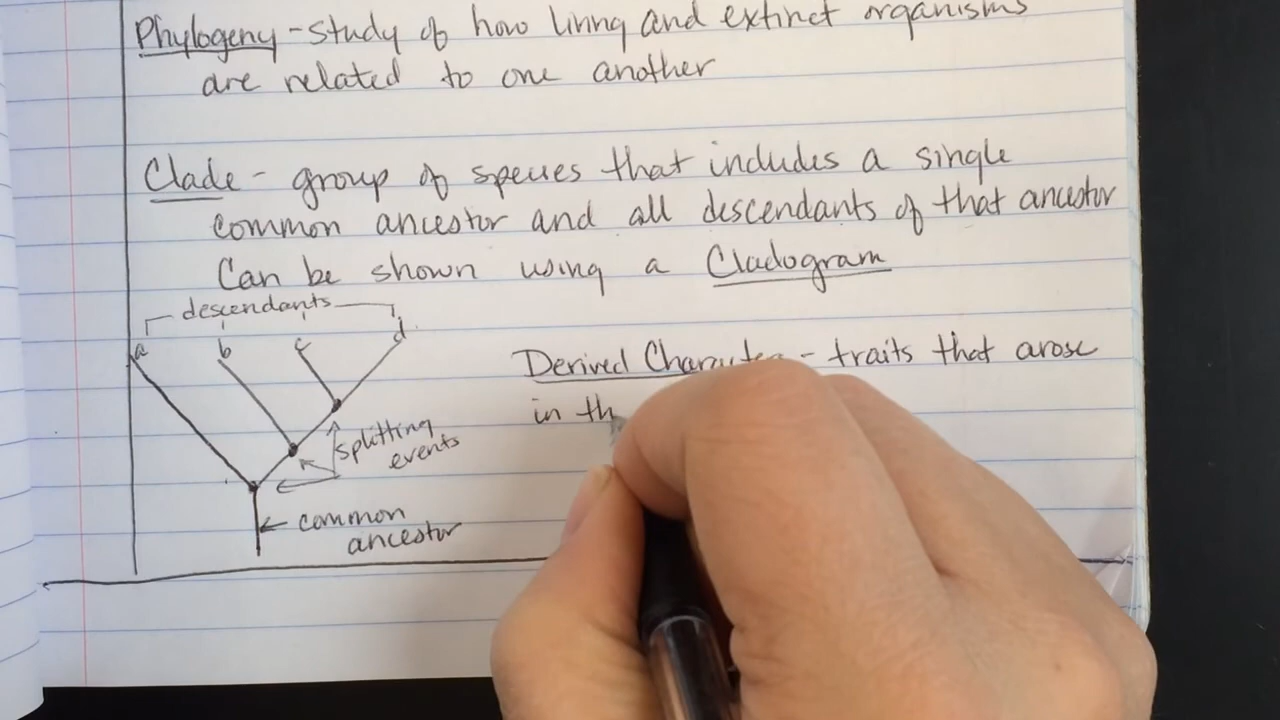 Phylogeny - study of how living and extinct organisms
are related to one another
Clade - group of species that includes a single
common ancestor and all descendants of that ancestor
Can be shown using a Cladogram
descendants
a b c d
Derived Character - traits that arose
in th
splitting
events
common
ancestor